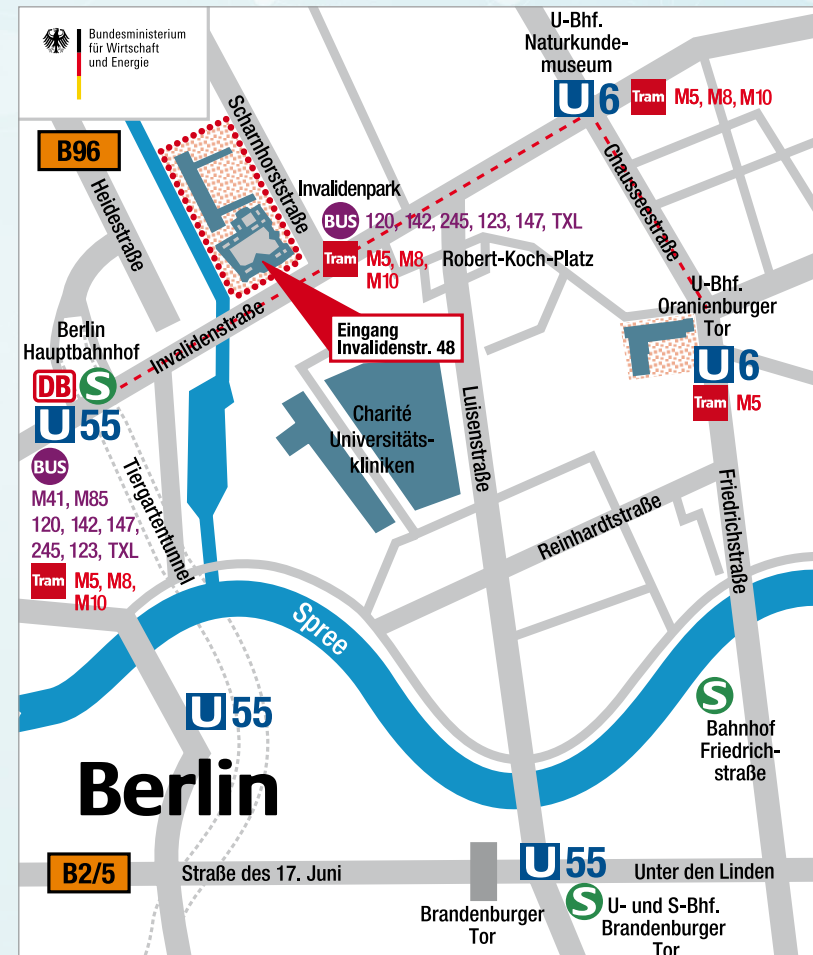 Bundesministerium
für Wirtschaft
und Energie
U-Bhf.
Naturkunde-
museum
U6 Tram M5, M8, M10
B96
Scharnhorststraße
Heidestraße
Chausseestraße
Invalidenpark
BUS 120, 142, 245, 123, 147, TXL
Tram M5, M8,
M10
Robert-Koch-Platz
U-Bhf.
Oranienburger
Tor
U6
Tram M5
Invalidenstraße
Eingang
Invalidenstr. 48
Berlin
Hauptbahnhof
DB S
U55
BUS
M41, M85
120, 142, 147,
245, 123, TXL
Tram M5, M8,
M10
Tiergartentunnel
Charité
Universitäts-
kliniken
Luisenstraße
Reinhardtstraße
Friedrichstraße
Spree
U55
S
Bahnhof
Friedrich-
straße
Berlin
B2/5
Straße des 17. Juni
U55
Unter den Linden
Brandenburger
Tor
S U- und S-Bhf.
Brandenburger
Tor